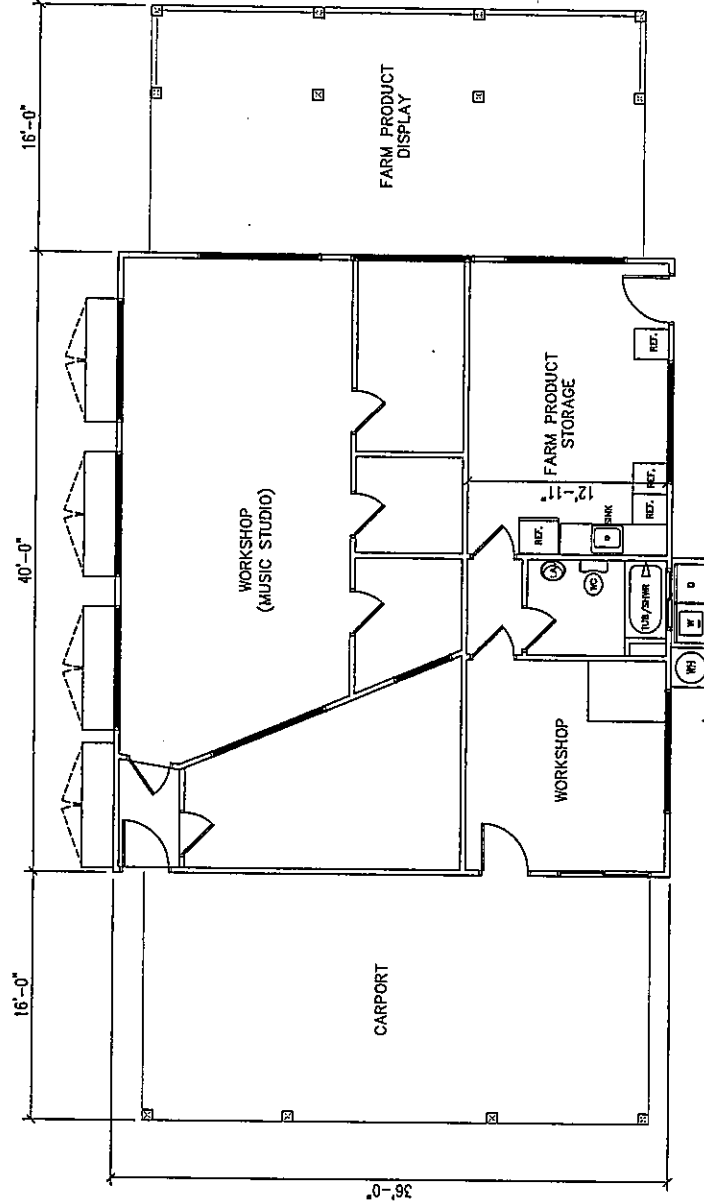 16'-0"
40'-0"
16'-0"
36'-0"
CARPORT
WORKSHOP
(MUSIC STUDIO)
FARM PRODUCT
DISPLAY
WORKSHOP
FARM PRODUCT
STORAGE
12'-11"
REF.
SINK
REF.
REF.
REF.
LAV
WC
TUB/SHWR
WH
W
D